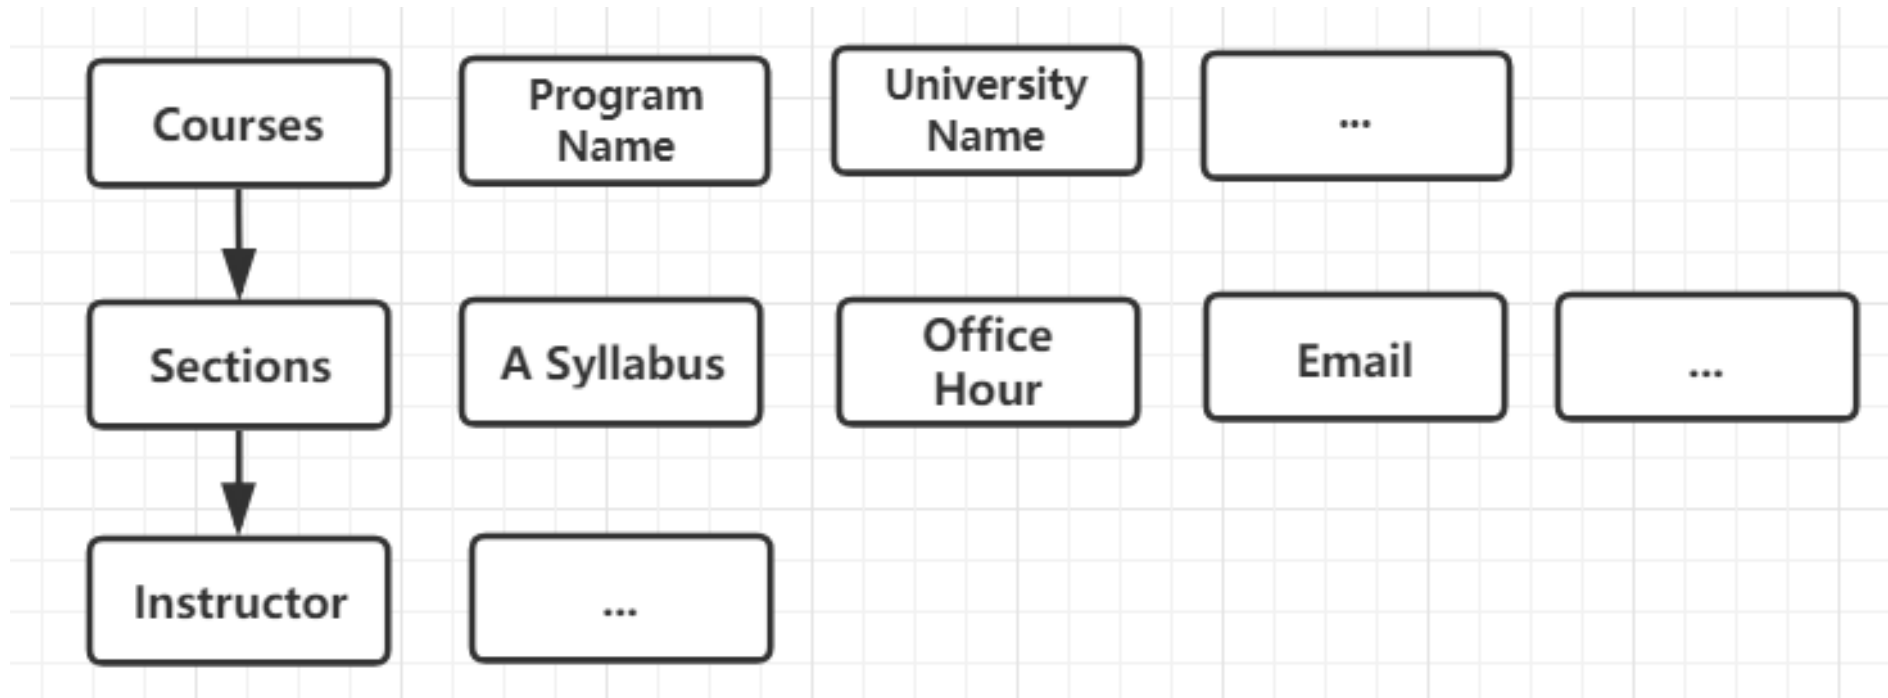 Courses
Program
Name
University
Name
...
Sections
A Syllabus
Office
Hour
Email
...
Instructor
...